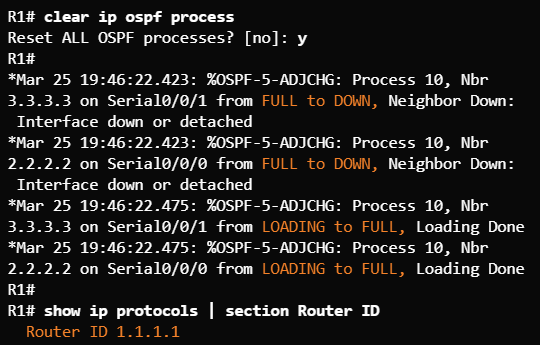 R1# clear ip ospf process
Reset ALL OSPF processes? [no]: y
R1#
*Mar 25 19:46:22.423: %OSPF-5-ADJCHG: Process 10, Nbr
3.3.3.3 on Serial0/0/1 from FULL to DOWN, Neighbor Down:
Interface down or detached
*Mar 25 19:46:22.423: %OSPF-5-ADJCHG: Process 10, Nbr
2.2.2.2 on Serial0/0/0 from FULL to DOWN, Neighbor Down:
Interface down or detached
*Mar 25 19:46:22.475: %OSPF-5-ADJCHG: Process 10, Nbr
3.3.3.3 on Serial0/0/1 from LOADING to FULL, Loading Done
*Mar 25 19:46:22.475: %OSPF-5-ADJCHG: Process 10, Nbr
2.2.2.2 on Serial0/0/0 from LOADING to FULL, Loading Done
R1#
R1# show ip protocols | section Router ID
Router ID 1.1.1.1